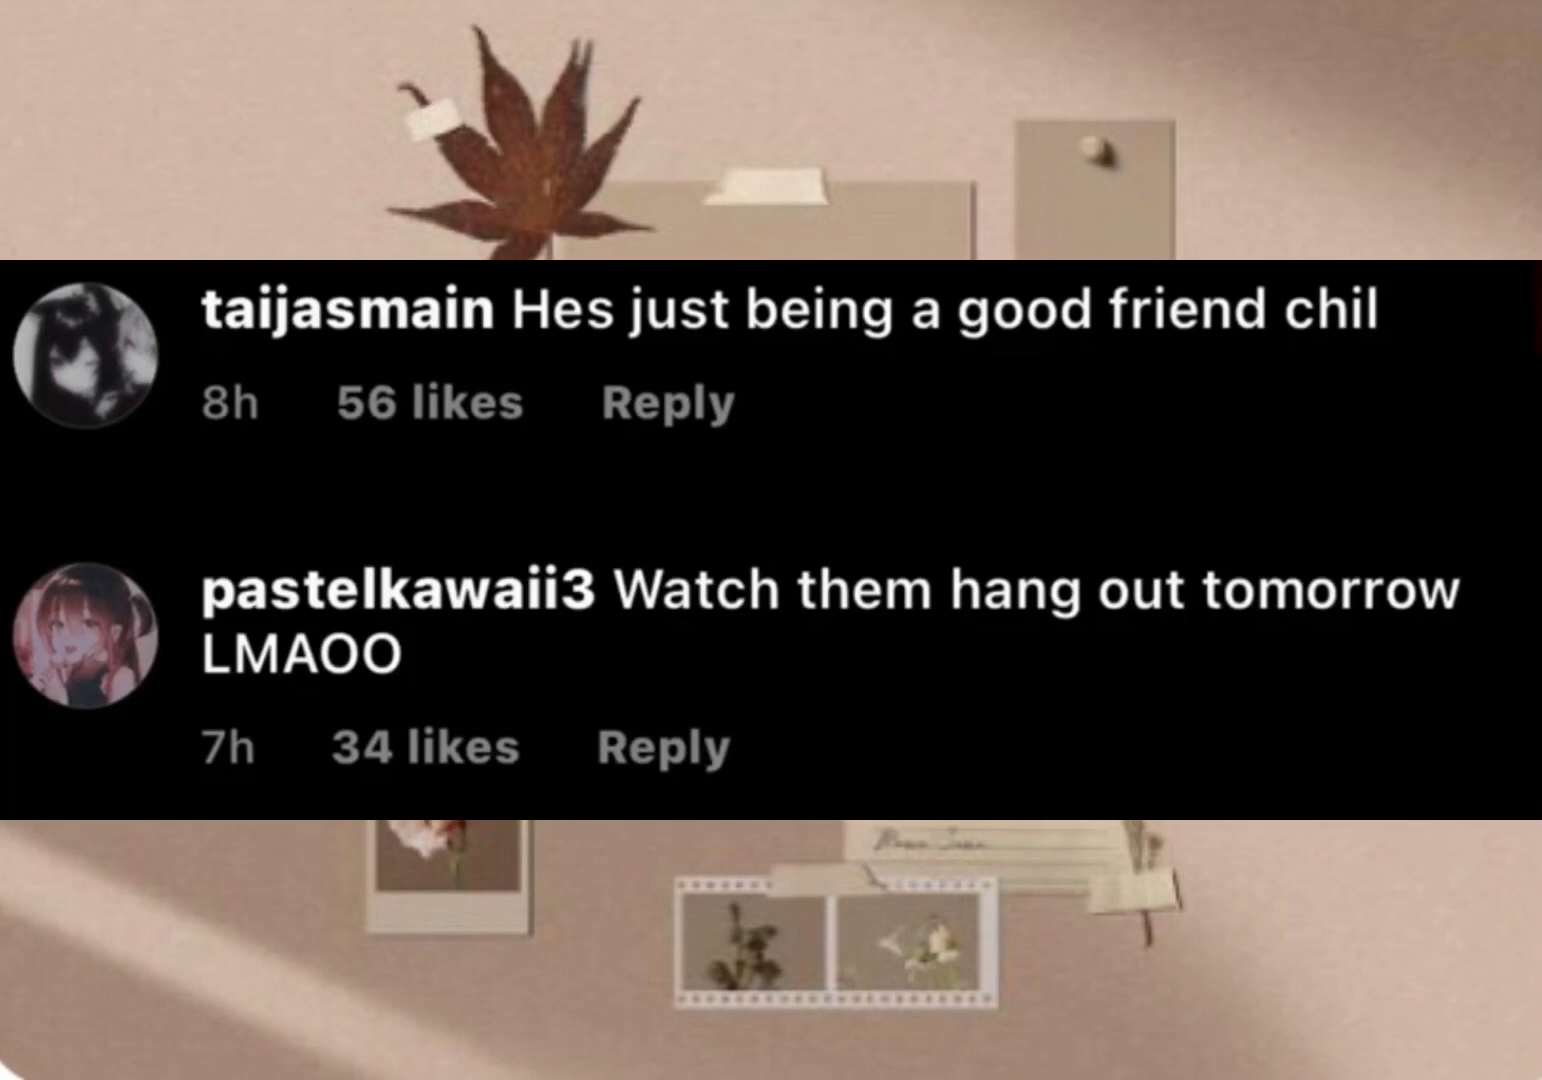 taijasmain Hes just being a good friend chil
8h 56 likes Reply
pastelkawaii3 Watch them hang out tomorrow
LMAOO
7h 34 likes Reply